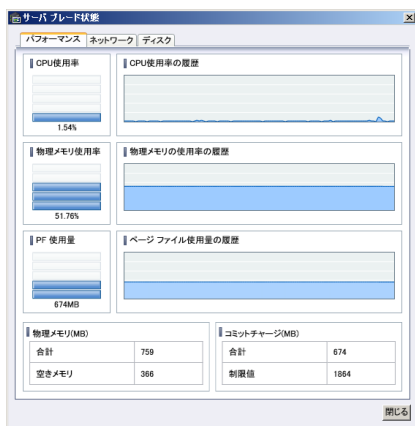 サーバ ブレード状態
パフォーマンス ネットワーク ディスク
CPU使用率 CPU使用率の履歴
1.54%
物理メモリ使用率 物理メモリの使用率の履歴
51.76%
PF 使用量 ページ ファイル使用量の履歴
674MB
物理メモリ(MB) コミットチャージ(MB)
合計 759 合計 674
空きメモリ 366 制限値 1864
閉じる